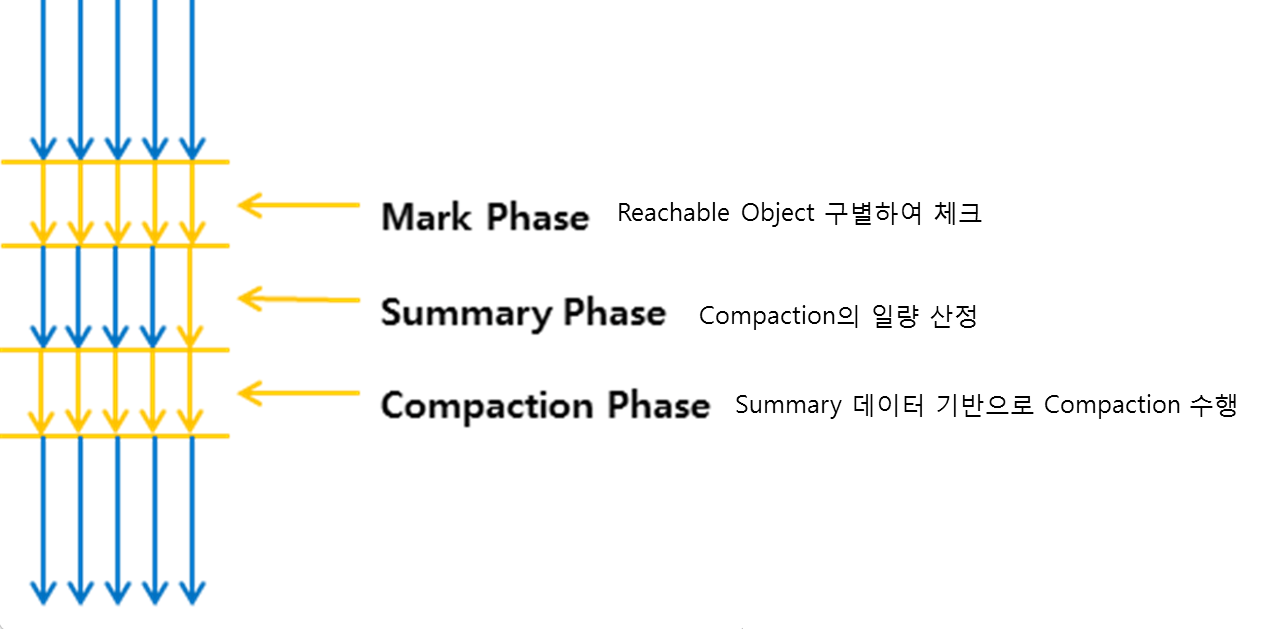 Mark Phase Reachable Object 구별하여 체크
Summary Phase Compaction의 일량 산정
Compaction Phase Summary 데이터 기반으로 Compaction 수행